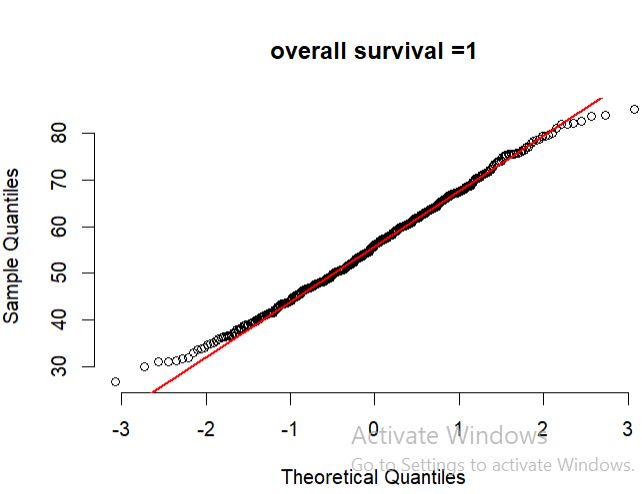 overall survival =1
Sample Quantiles
80
70
60
50
40
30
-3 -2 -1 0 1 2 3
Activate Windows
Go to Settings to activate Windows.
Theoretical Quantiles